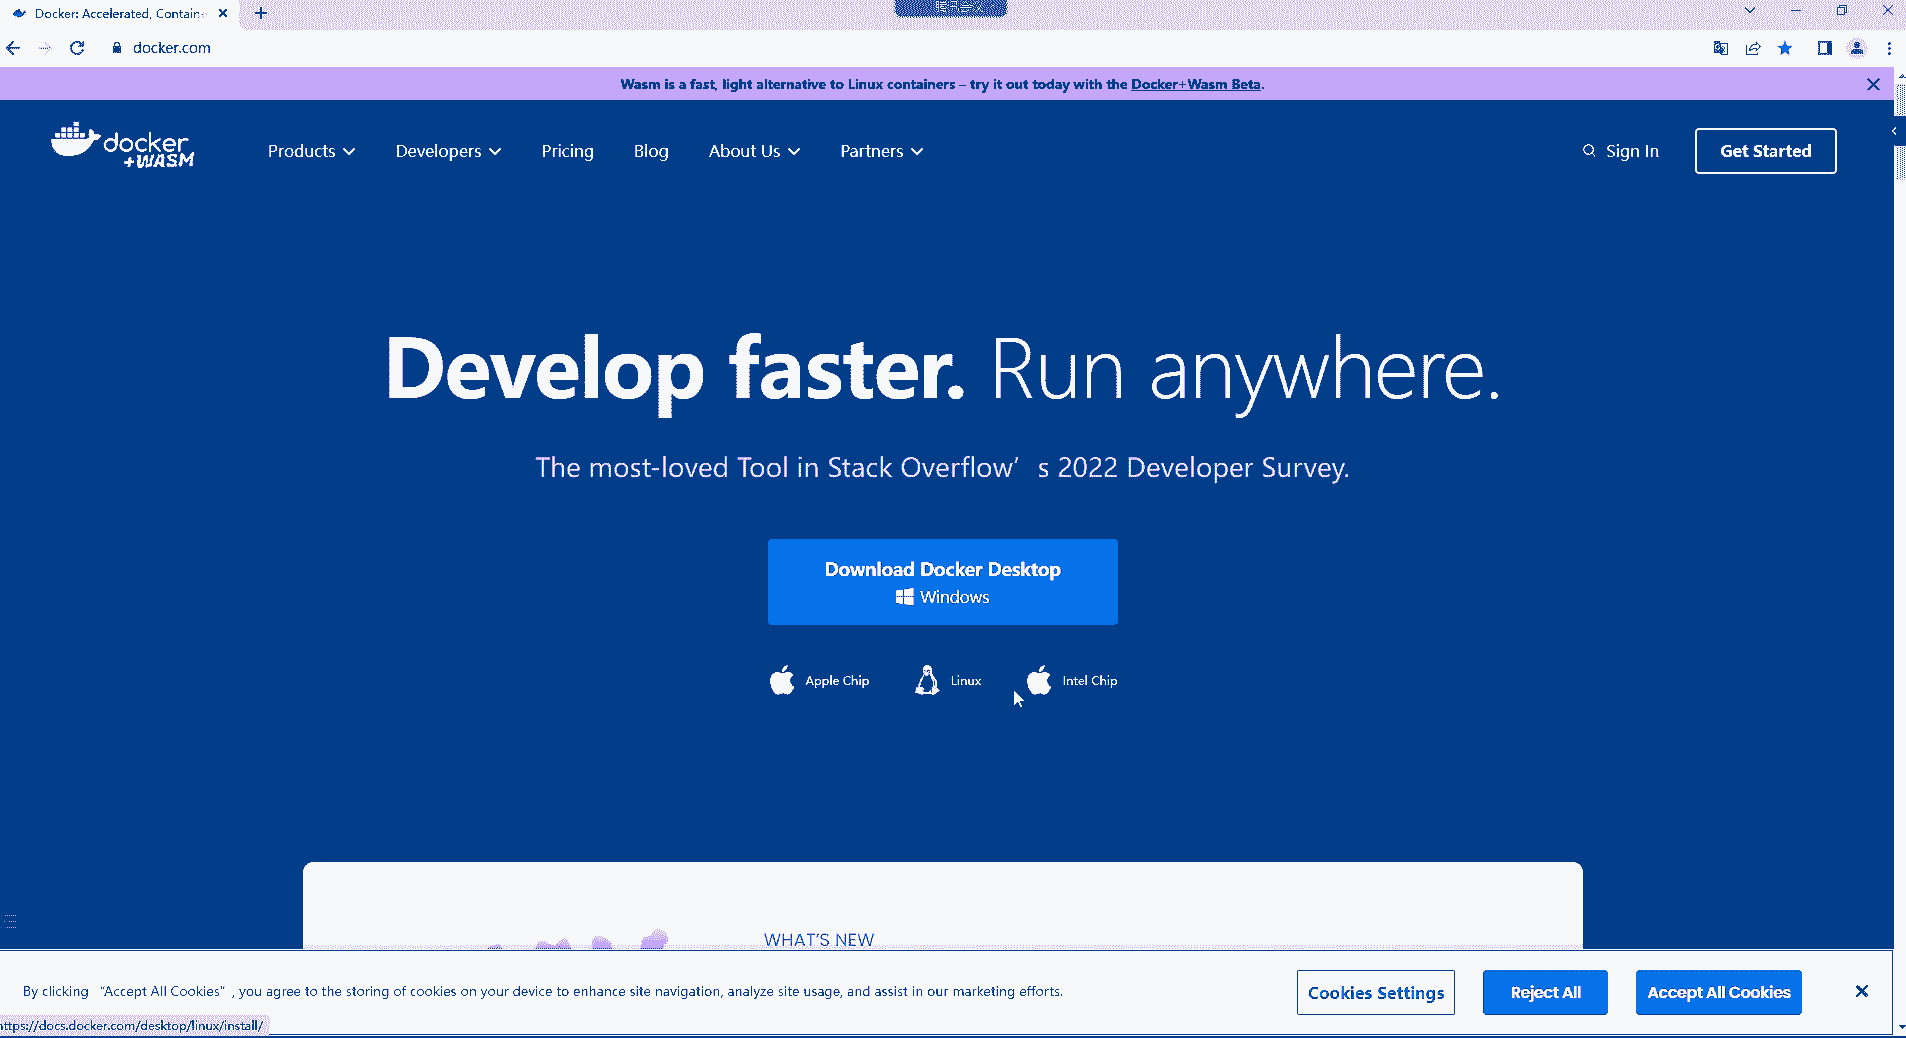 Docker: Accelerated, Contain
docker.com
Wasm is a fast, light alternative to Linux containers – try it out today with the Docker+Wasm Beta.
docker
+WASM
Products
Developers
Pricing
Blog
About Us
Partners
Sign In
Get Started
Develop faster. Run anywhere.
The most-loved Tool in Stack Overflow’s 2022 Developer Survey.
Download Docker Desktop
Windows
Apple Chip
Linux
Intel Chip
WHAT’S NEW
By clicking “Accept All Cookies”, you agree to the storing of cookies on your device to enhance site navigation, analyze site usage, and assist in our marketing efforts.
Cookies Settings
Reject All
Accept All Cookies
https://docs.docker.com/desktop/linux/install/